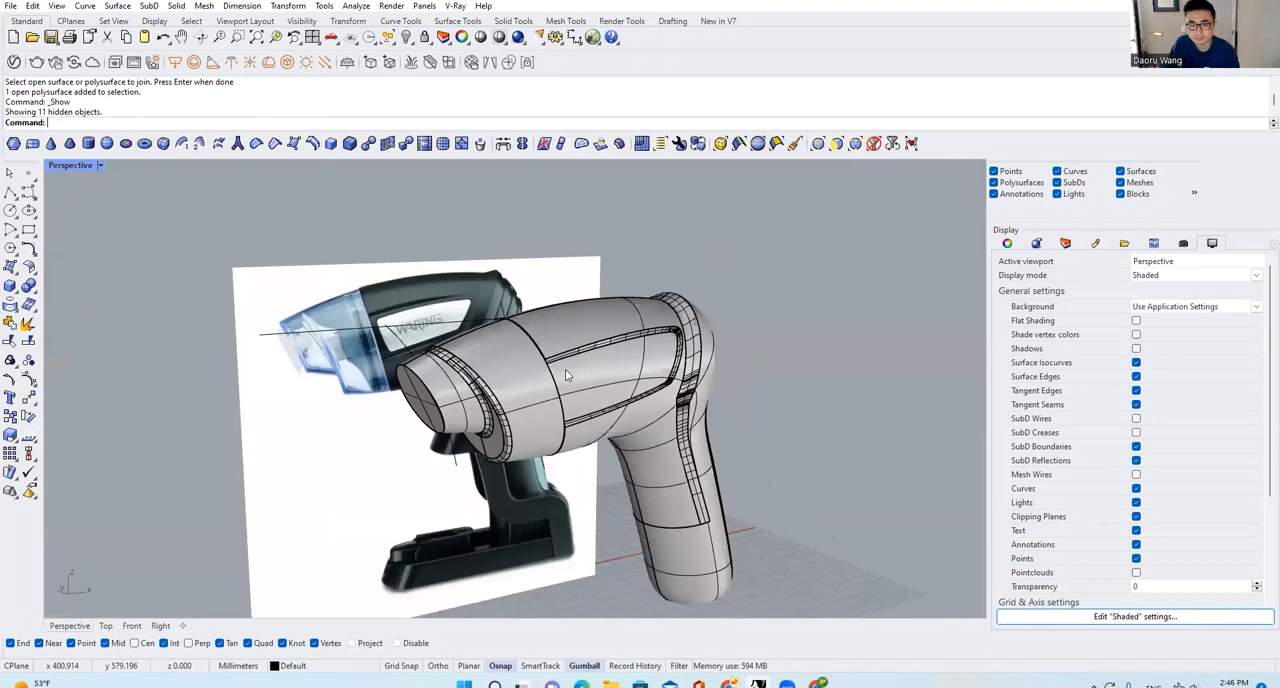 File Edit View Curve Surface SubD Solid Mesh Dimension Transform Tools Analyze Render Panels V-Ray Help
Standard CPlanes Set View Display Select Viewport Layout Visibility Transform Curve Tools Surface Tools Solid Tools Mesh Tools Render Tools Drafting New in V7
Daoru Wang
Select open surface or polysurface to join. Press Enter when done
1 open polysurface added to selection.
Command: _Show
Showing 11 hidden objects.
Command:
Perspective
WARING
z
y x
Points Curves Surfaces
Polysurfaces SubDs Meshes
Annotations Lights Blocks
Display
Active viewport Perspective
Display mode Shaded
General settings
Background Use Application Settings
Flat Shading
Shade vertex colors
Shadows
Surface Isocurves
Surface Edges
Tangent Edges
Tangent Seams
SubD Wires
SubD Creases
SubD Boundaries
SubD Reflections
Mesh Wires
Curves
Lights
Clipping Planes
Text
Annotations
Points
Pointclouds
Transparency 0
Grid & Axis settings
Edit "Shaded" settings...
Perspective Top Front Right
End Near Point Mid Cen Int Perp Tan Quad Knot Vertex Project Disable
CPlane x 400.914 y 579.196 z 0.000 Millimeters Default Grid Snap Ortho Planar Osnap SmartTrack Gumball Record History Filter Memory use: 594 MB
53°F
2:46 PM